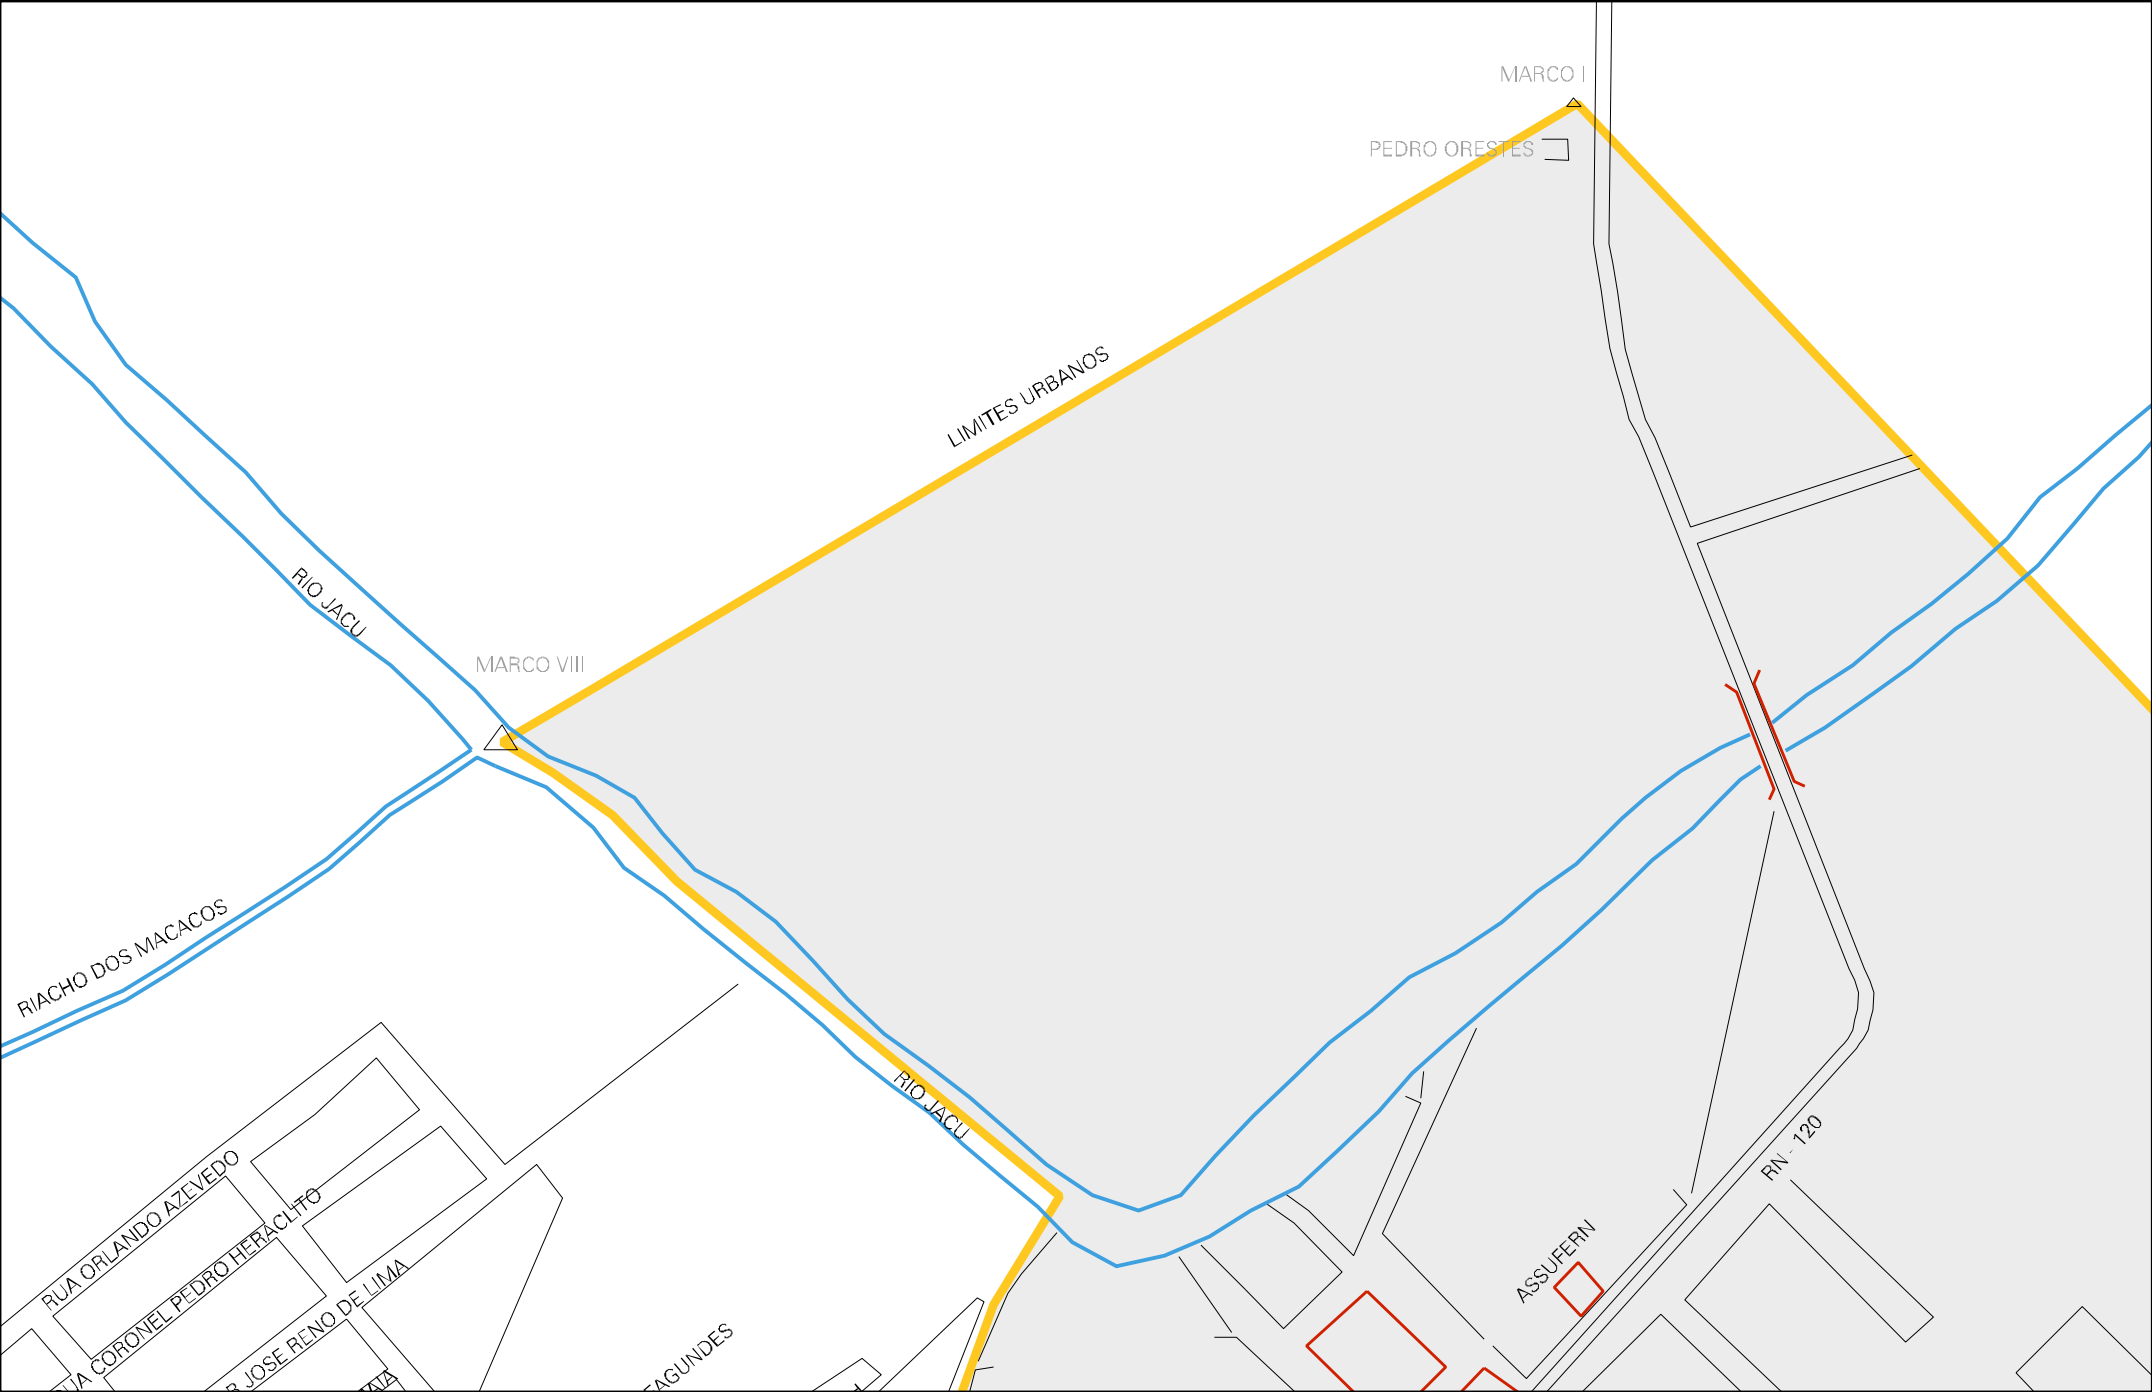 MARCO I
PEDRO ORESTES
LIMITES URBANOS
RIO JACU
MARCO VIII
RIACHO DOS MACACOS
RIO JACU
RN - 120
RUA ORLANDO AZEVEDO
CORONEL PEDRO HERACLITO
ASSUFERN
JOSE RENO DE LIMA
FAGUNDES